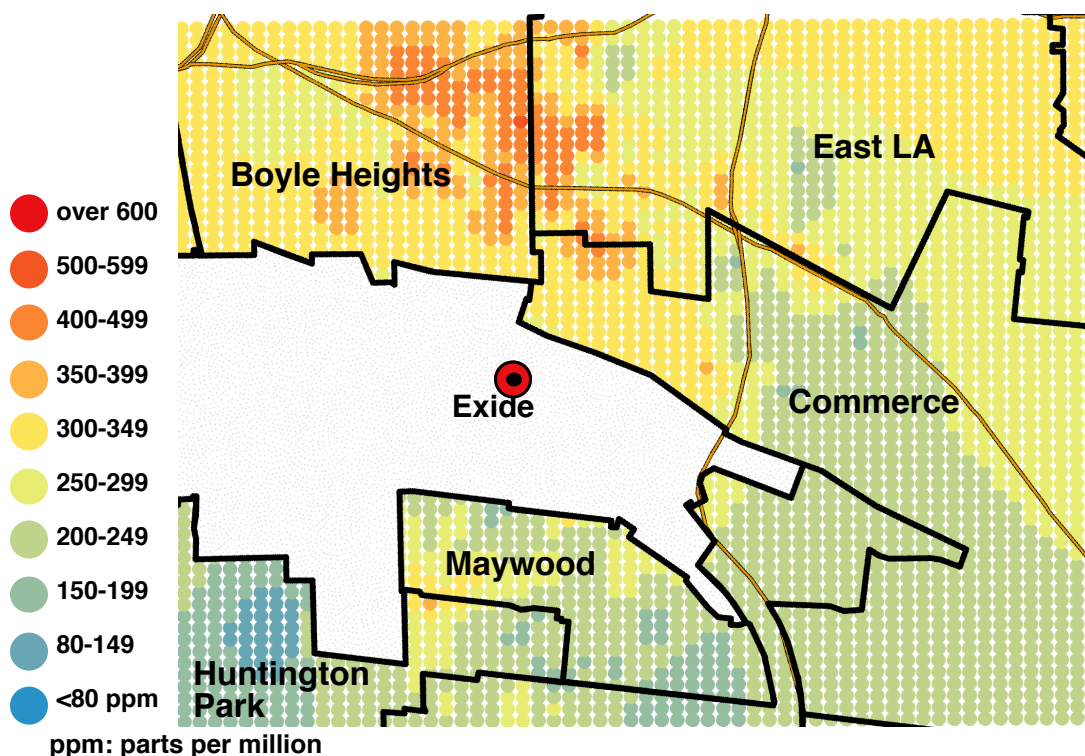 Boyle Heights
East LA
over 600
500-599
400-499
350-399
300-349
250-299
200-249
150-199
80-149
<80 ppm
ppm: parts per million
Exide
Commerce
Maywood
Huntington
Park